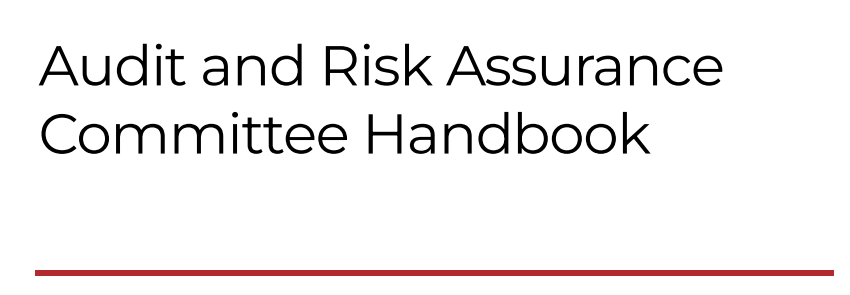 Audit and Risk Assurance
Committee Handbook